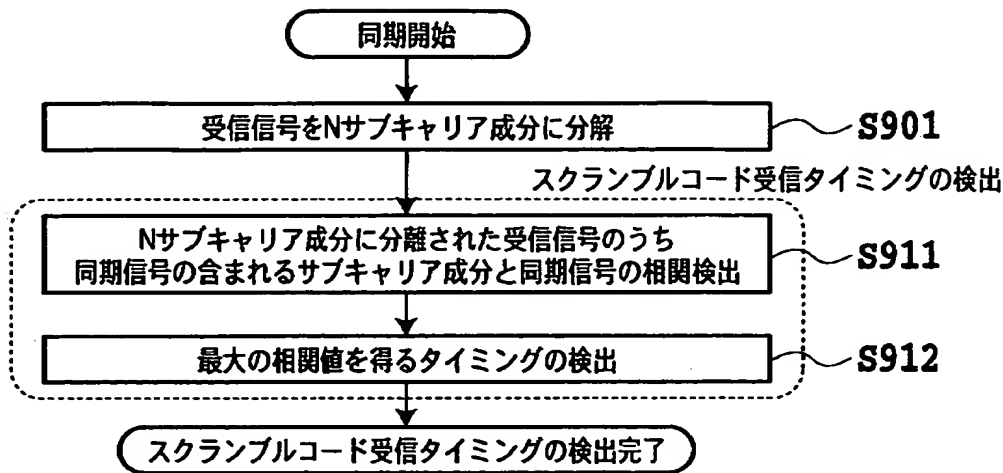 同期開始
受信信号をNサブキャリア成分に分解
S901
スクランブルコード受信タイミングの検出
Nサブキャリア成分に分離された受信信号のうち
同期信号の含まれるサブキャリア成分と同期信号の相関検出
S911
最大の相関値を得るタイミングの検出
S912
スクランブルコード受信タイミングの検出完了